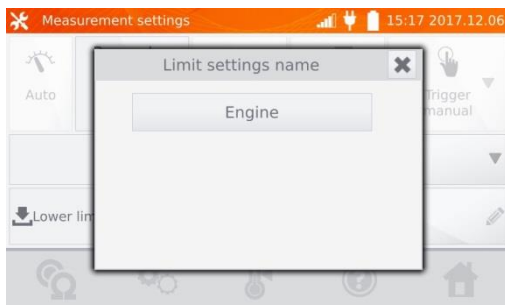 Measurement settings 15:17 2017.12.06
Limit settings name
Auto
Trigger
manual
Engine
Lower lim